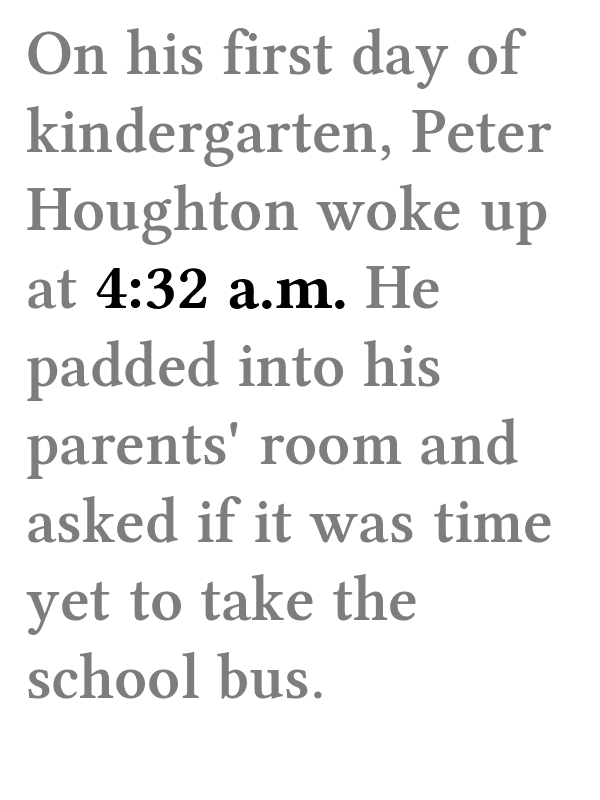 On his first day of
kindergarten, Peter
Houghton woke up
at 4:32 a.m. He
padded into his
parents' room and
asked if it was time
yet to take the
school bus.